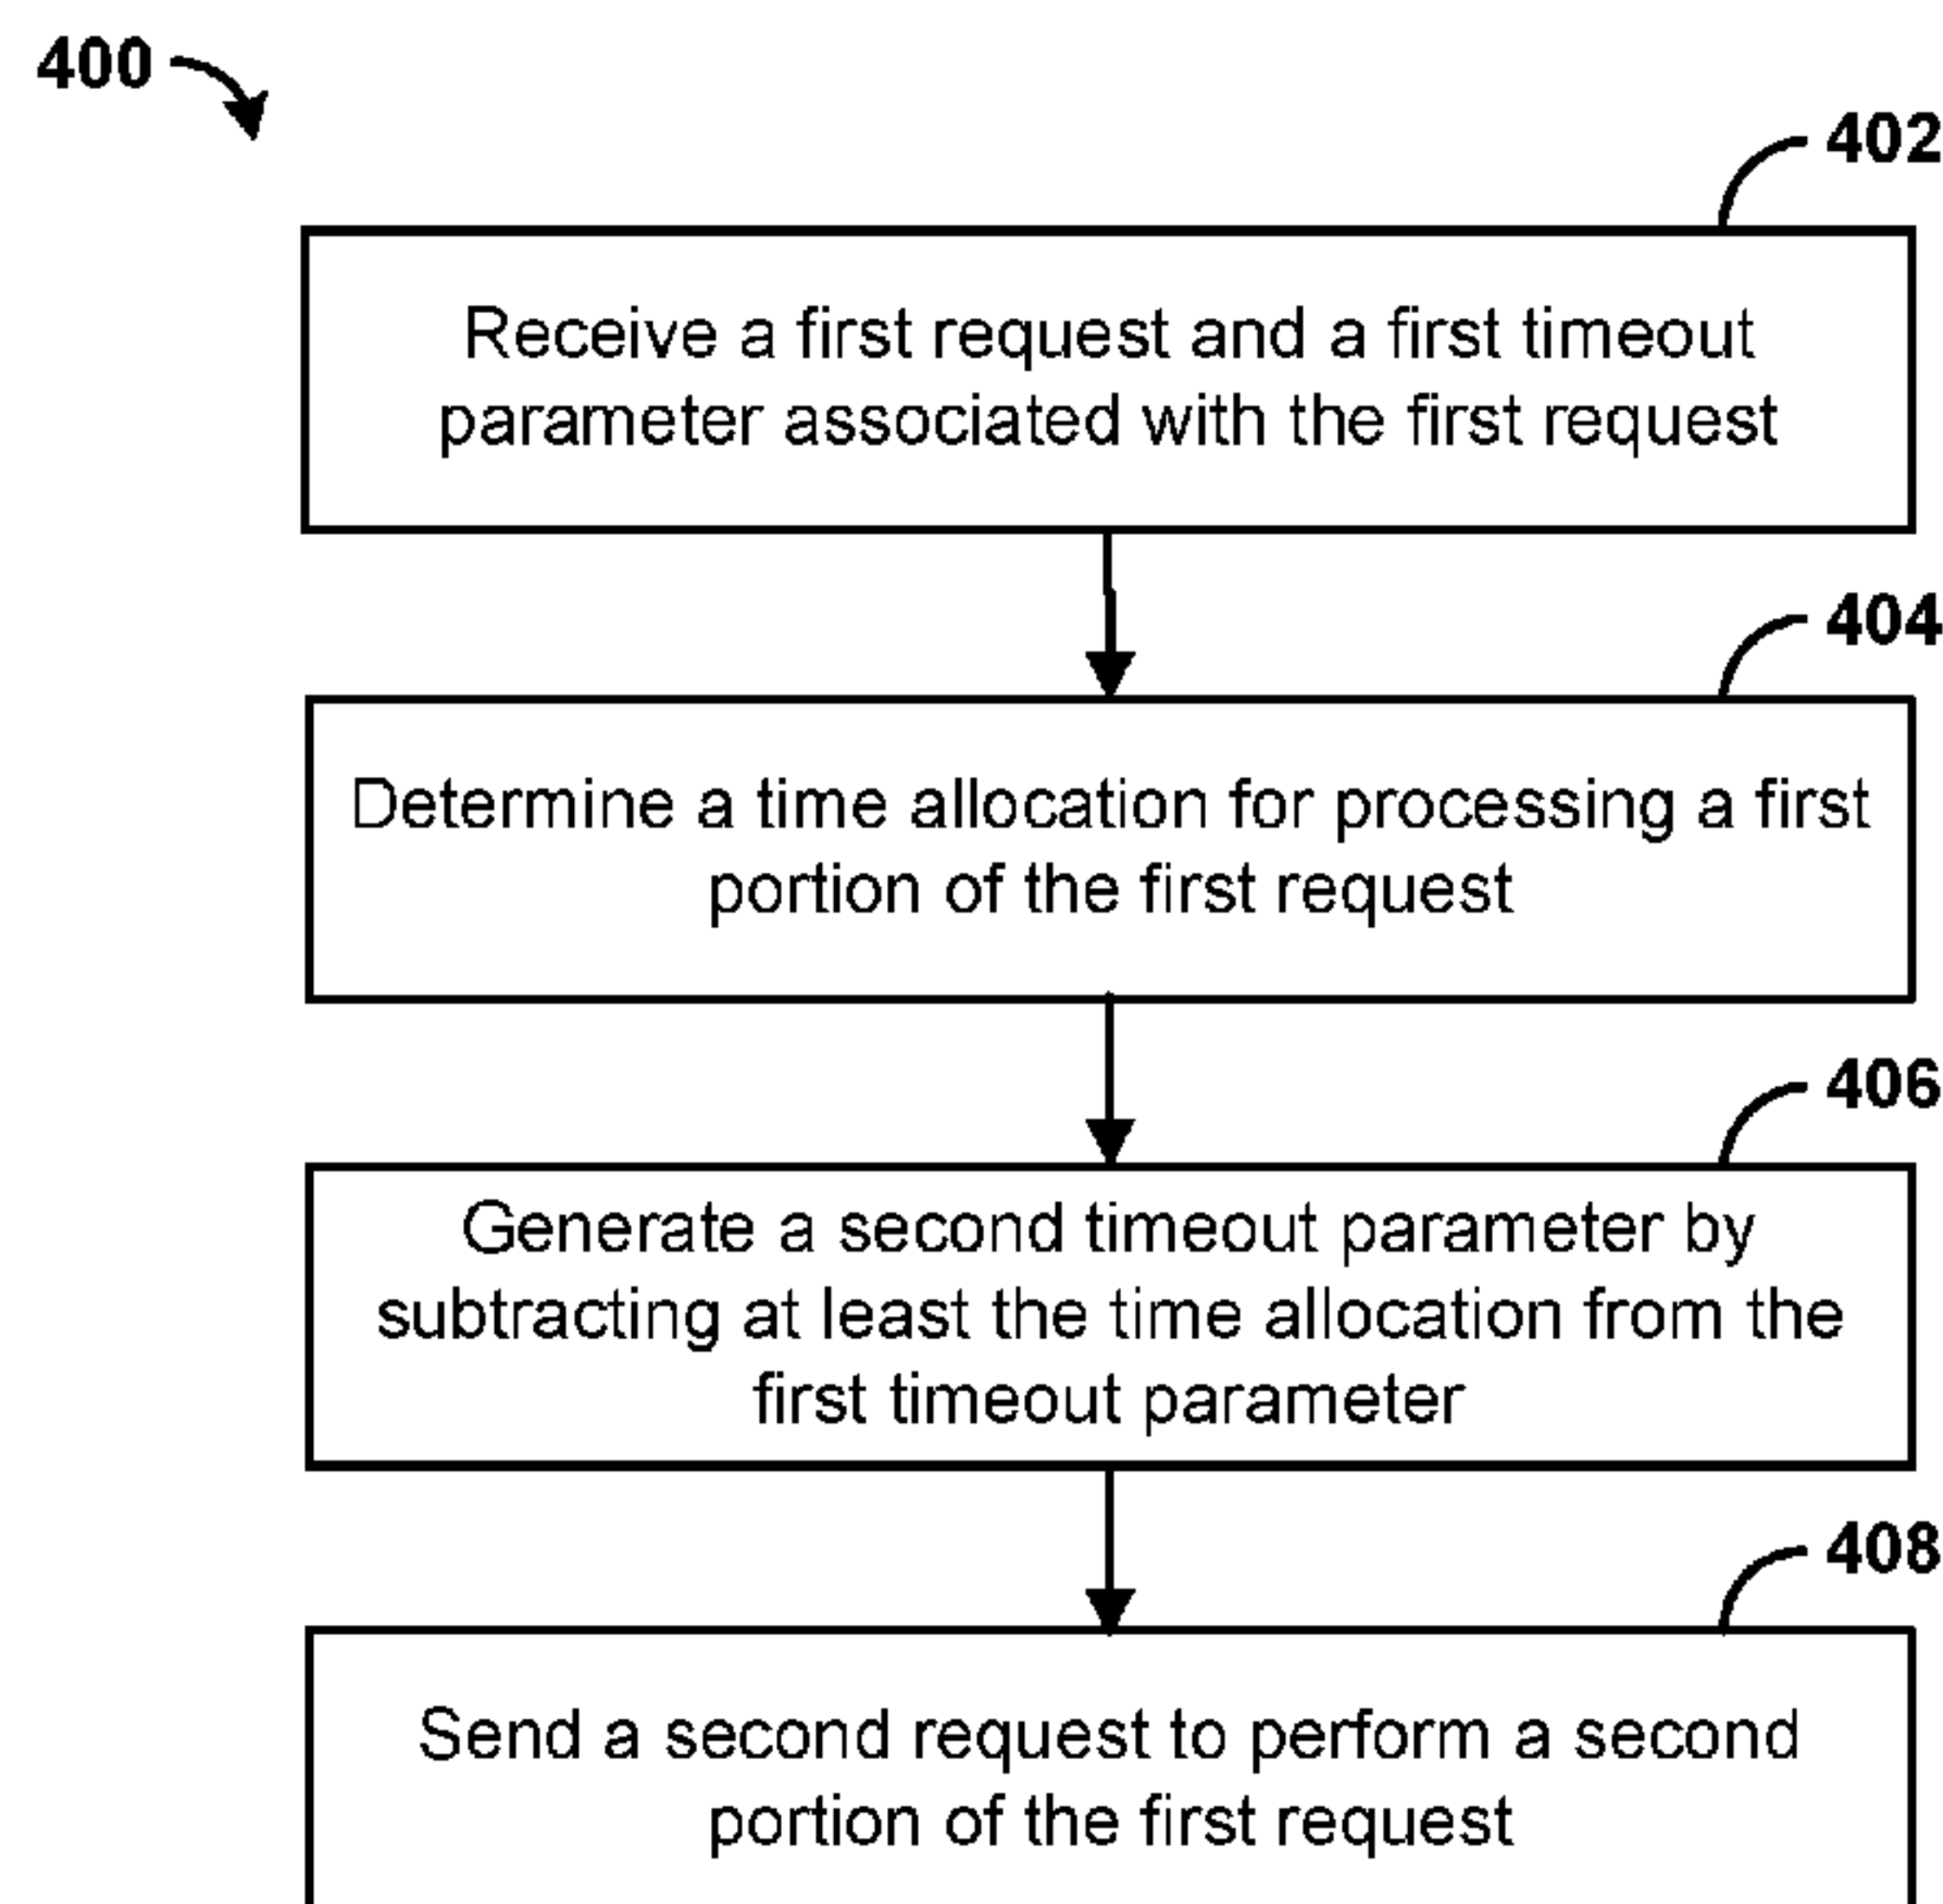 400
402
Receive a first request and a first timeout
parameter associated with the first request
404
Determine a time allocation for processing a first
portion of the first request
406
Generate a second timeout parameter by
subtracting at least the time allocation from the
first timeout parameter
408
Send a second request to perform a second
portion of the first request